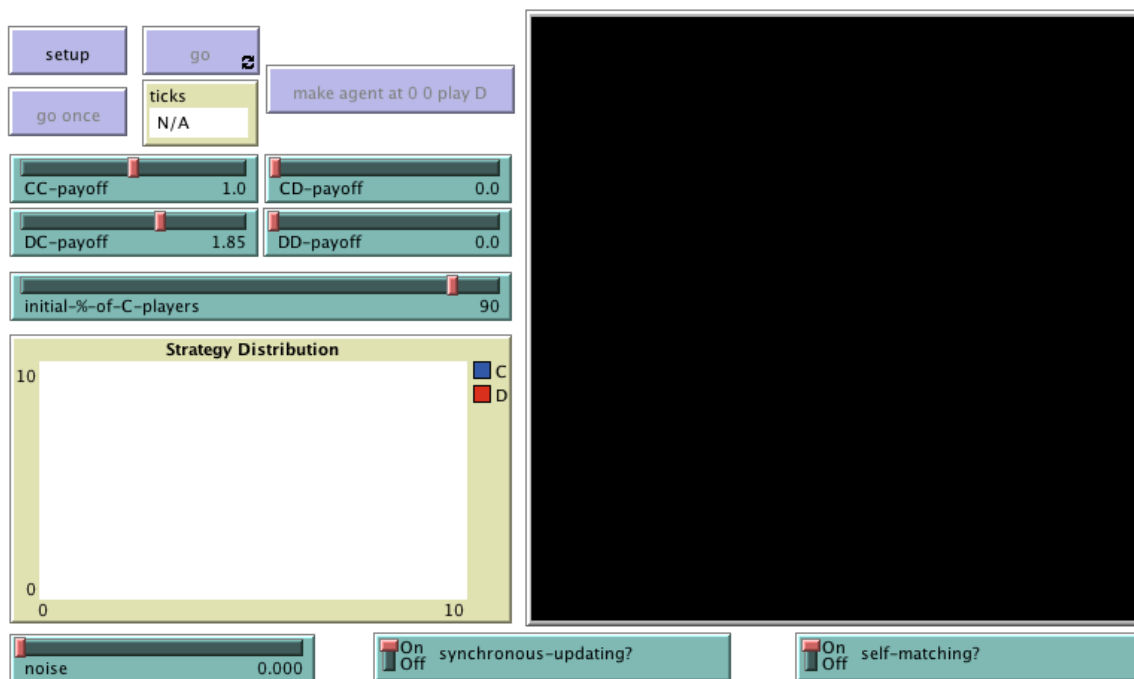 setup
go
make agent at 0 0 play D
go once
ticks
N/A
CC-payoff 1.0
CD-payoff 0.0
DC-payoff 1.85
DD-payoff 0.0
initial-%-of-C-players 90
Strategy Distribution
10
C
D
0
0 10
noise 0.000
On
Off
synchronous-updating?
On
Off
self-matching?